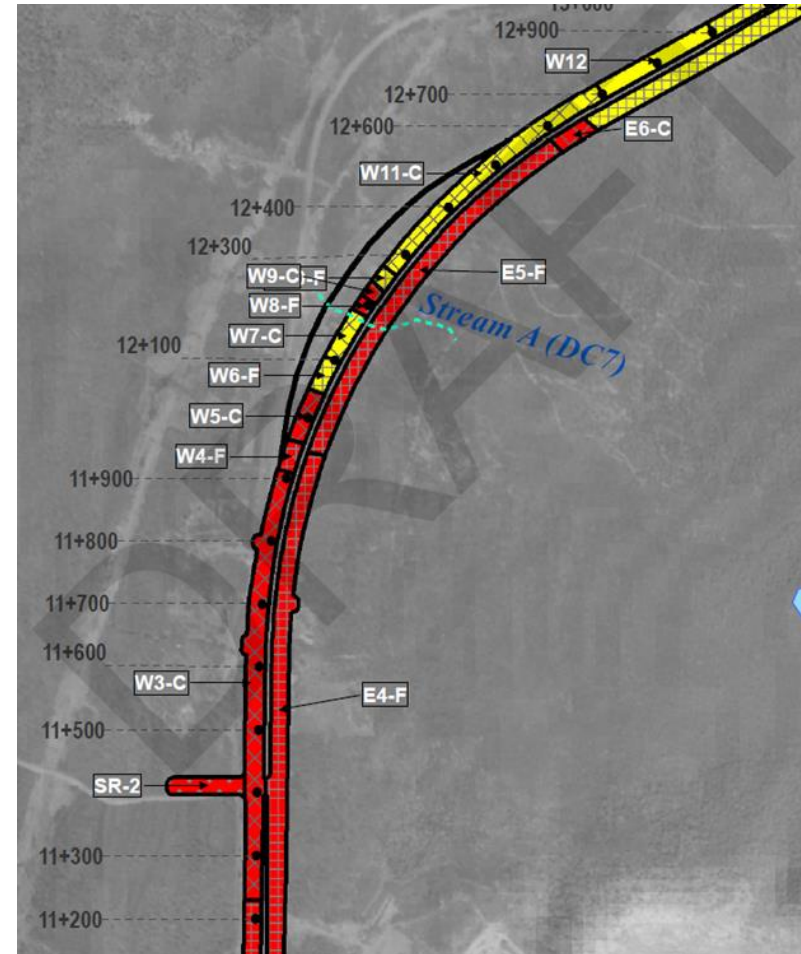 12+900
W12
12+700
12+600
E6-C
W11-C
12+400
12+300
E5-F
W9-C
W8-F
Stream A (DC7)
W7-C
12+100
W6-F
W5-C
W4-F
11+900
11+800
11+700
11+600
W3-C
E4-F
11+500
SR-2
11+300
11+200
DRAFT